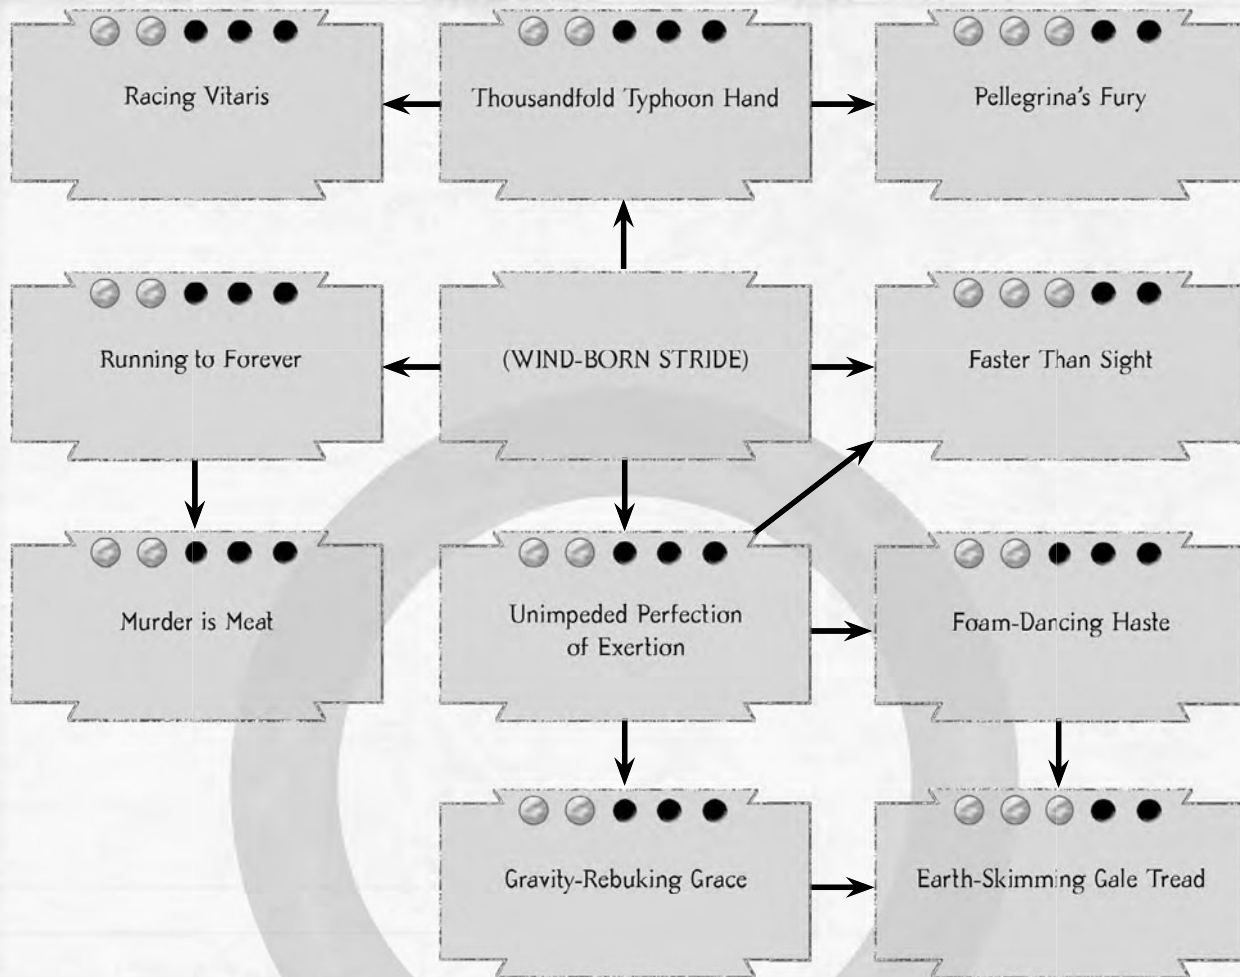 Racing Vitaris
Thousandfold Typhoon Hand
Pellegrina's Fury
Running to Forever
(WIND-BORN STRIDE)
Faster Than Sight
Murder is Meat
Unimpeded Perfection
of Exertion
Foam-Dancing Haste
Gravity-Rebuking Grace
Earth-Skimming Gale Tread